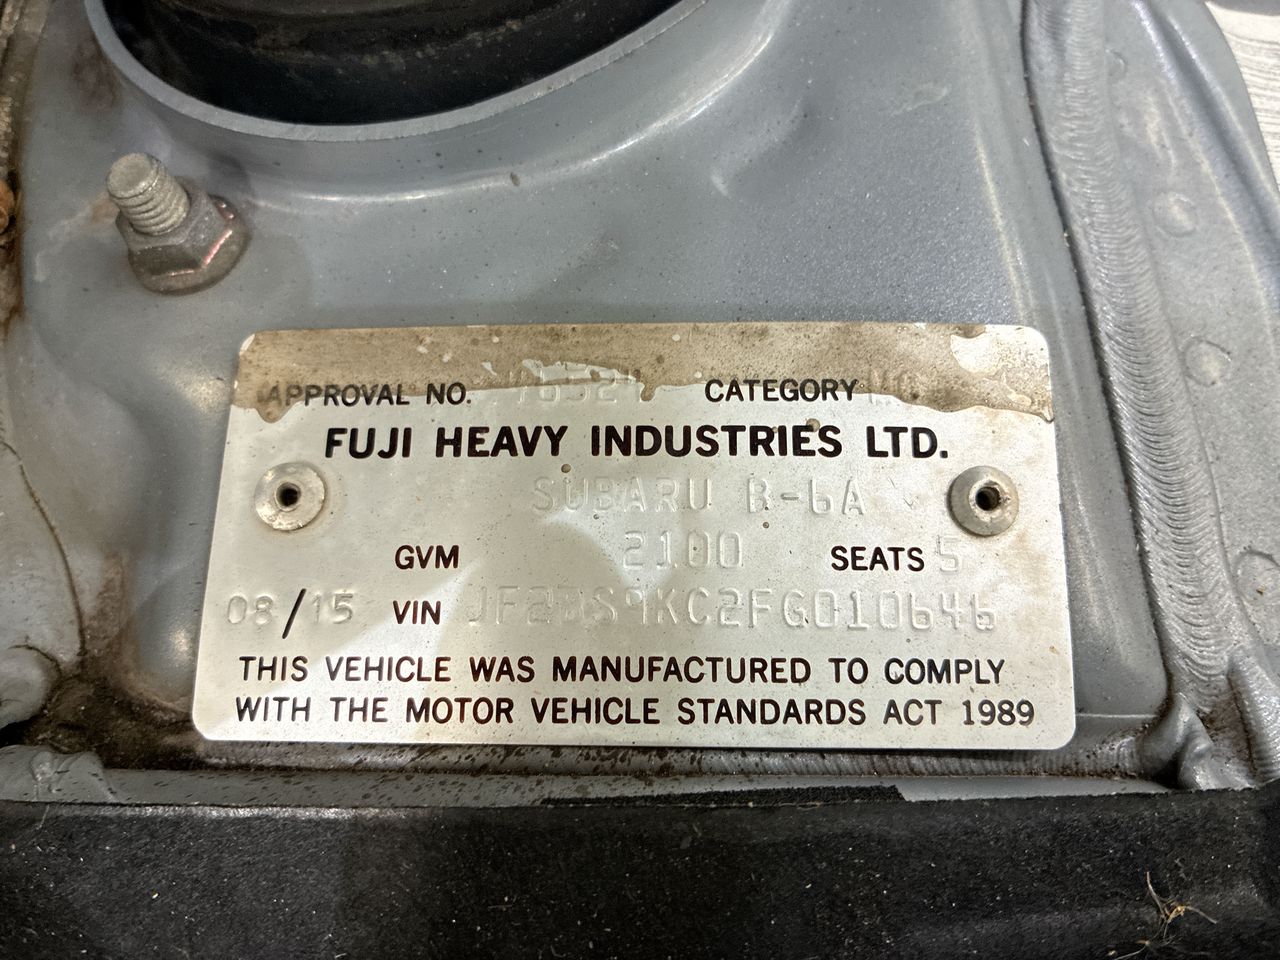 APPROVAL NO. CATEGORY
FUJI HEAVY INDUSTRIES LTD.
SUBARU B-6A
GVM 2100 SEATS 5
08/15 VIN JF2BS9KC2FG010646
THIS VEHICLE WAS MANUFACTURED TO COMPLY
WITH THE MOTOR VEHICLE STANDARDS ACT 1989